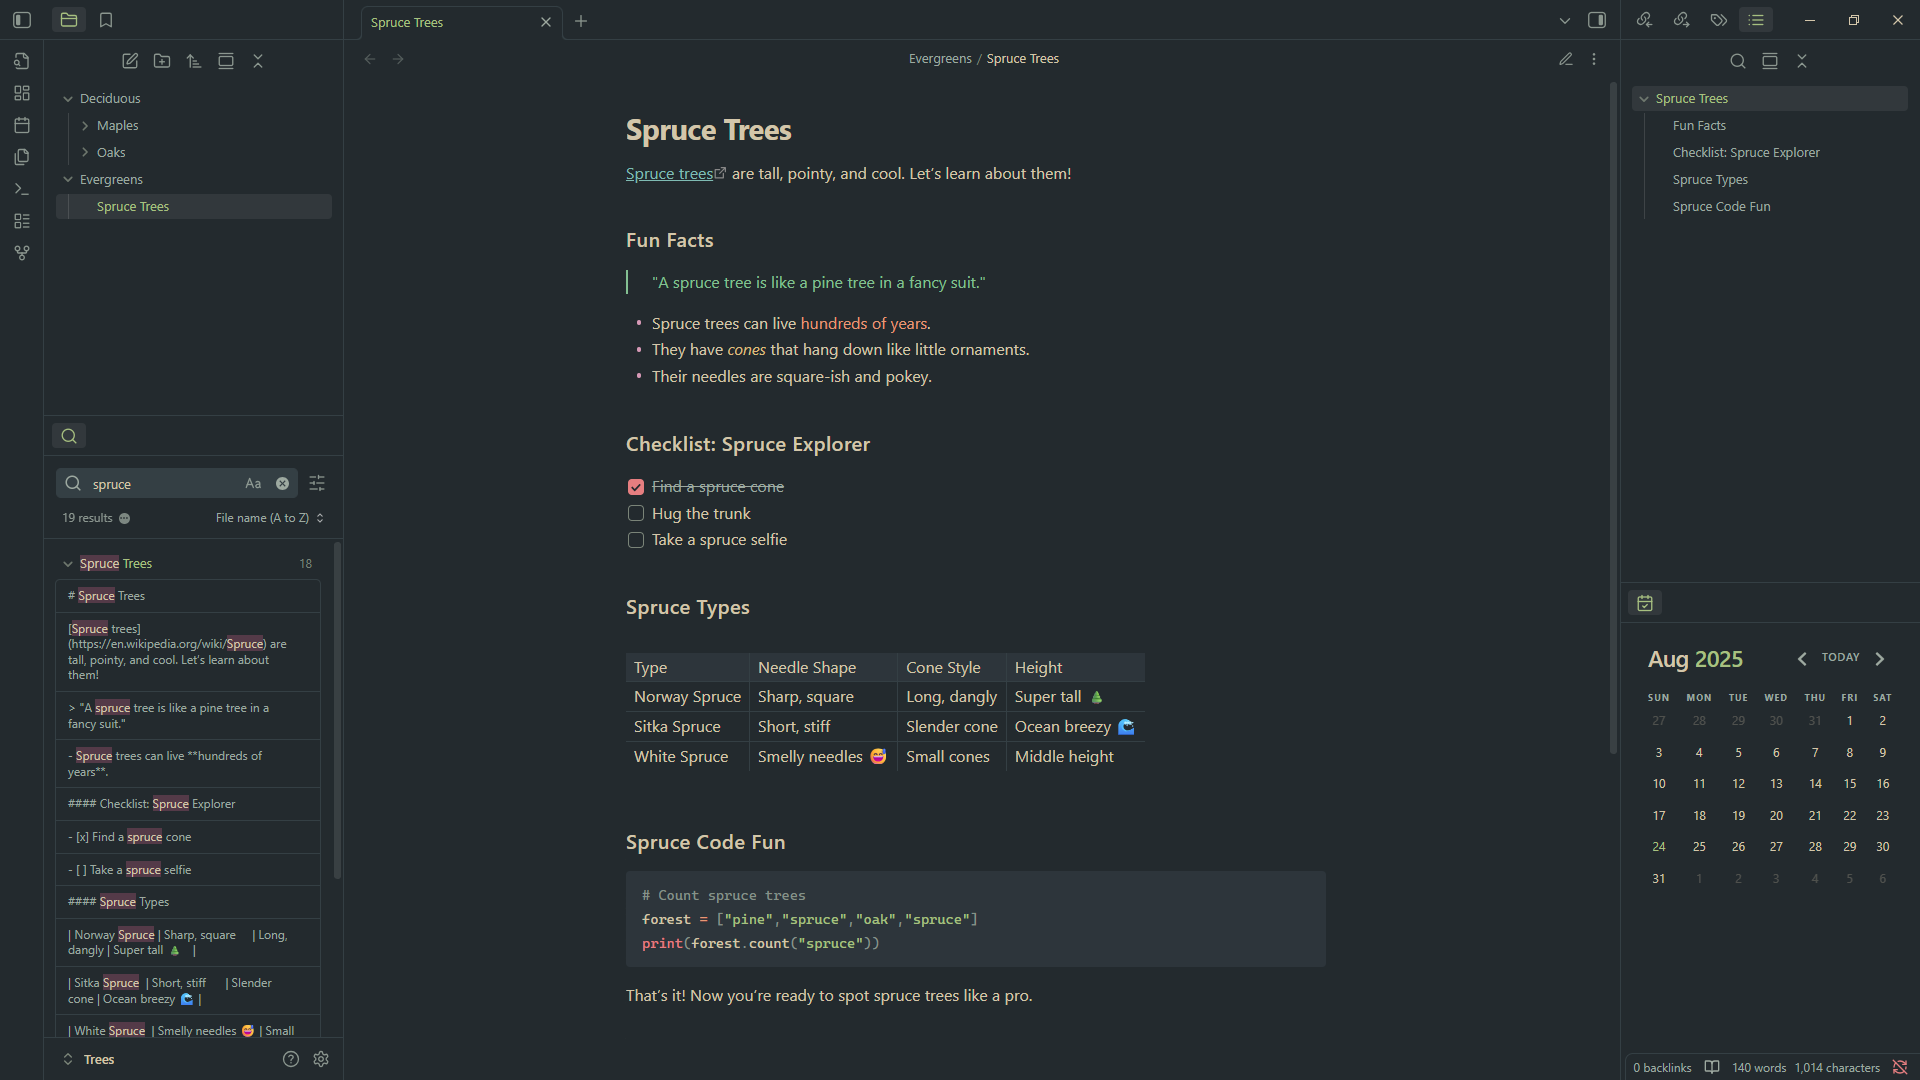 Spruce Trees
Evergreens / Spruce Trees
Deciduous
Maples
Oaks
Evergreens
Spruce Trees
spruce
Aa
19 results
File name (A to Z)
Spruce Trees 18
# Spruce Trees
[Spruce trees]
(https://en.wikipedia.org/wiki/Spruce) are
tall, pointy, and cool. Let's learn about
them!
> "A spruce tree is like a pine tree in a
fancy suit."
- Spruce trees can live **hundreds of
years**.
#### Checklist: Spruce Explorer
- [x] Find a spruce cone
- [ ] Take a spruce selfie
#### Spruce Types
| Norway Spruce | Sharp, square | Long,
dangly | Super tall 🌲 |
| Sitka Spruce | Short, stiff | Slender
cone | Ocean breezy 🌊 |
| White Spruce | Smelly needles 😅 | Small
Trees
Spruce Trees
Spruce trees are tall, pointy, and cool. Let's learn about them!
Fun Facts
"A spruce tree is like a pine tree in a fancy suit."
• Spruce trees can live hundreds of years.
• They have cones that hang down like little ornaments.
• Their needles are square-ish and pokey.
Checklist: Spruce Explorer
Find a spruce cone
Hug the trunk
Take a spruce selfie
Spruce Types
Type Needle Shape Cone Style Height
Norway Spruce Sharp, square Long, dangly Super tall 🌲
Sitka Spruce Short, stiff Slender cone Ocean breezy 🌊
White Spruce Smelly needles 😅 Small cones Middle height
Spruce Code Fun
# Count spruce trees
forest = ["pine","spruce","oak","spruce"]
print(forest.count("spruce"))
That's it! Now you're ready to spot spruce trees like a pro.
Spruce Trees
Fun Facts
Checklist: Spruce Explorer
Spruce Types
Spruce Code Fun
Aug 2025
TODAY
SUN MON TUE WED THU FRI SAT
27 28 29 30 31 1 2
3 4 5 6 7 8 9
10 11 12 13 14 15 16
17 18 19 20 21 22 23
24 25 26 27 28 29 30
31 1 2 3 4 5 6
0 backlinks 140 words 1,014 characters